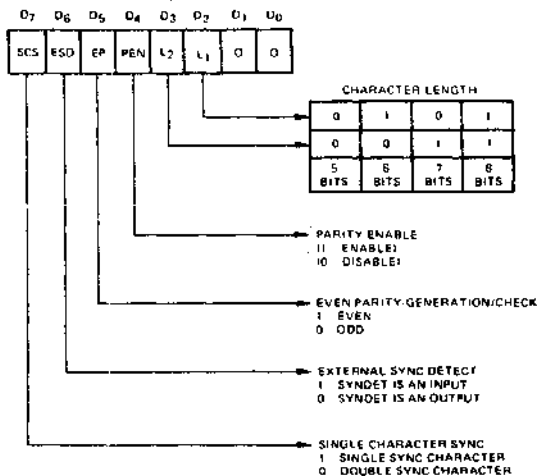 D7 D6 D5 D4 D3 D2 D1 D0
SCS ESD EP PEN L2 L1 0 0
CHARACTER LENGTH
0 1 0 1
0 0 1 1
5 BITS 6 BITS 7 BITS 8 BITS
PARITY ENABLE
(1 ENABLE)
(0 DISABLE)
EVEN PARITY-GENERATION/CHECK
1 EVEN
0 ODD
EXTERNAL SYNC DETECT
1 SYNDET IS AN INPUT
0 SYNDET IS AN OUTPUT
SINGLE CHARACTER SYNC
1 SINGLE SYNC CHARACTER
0 DOUBLE SYNC CHARACTER